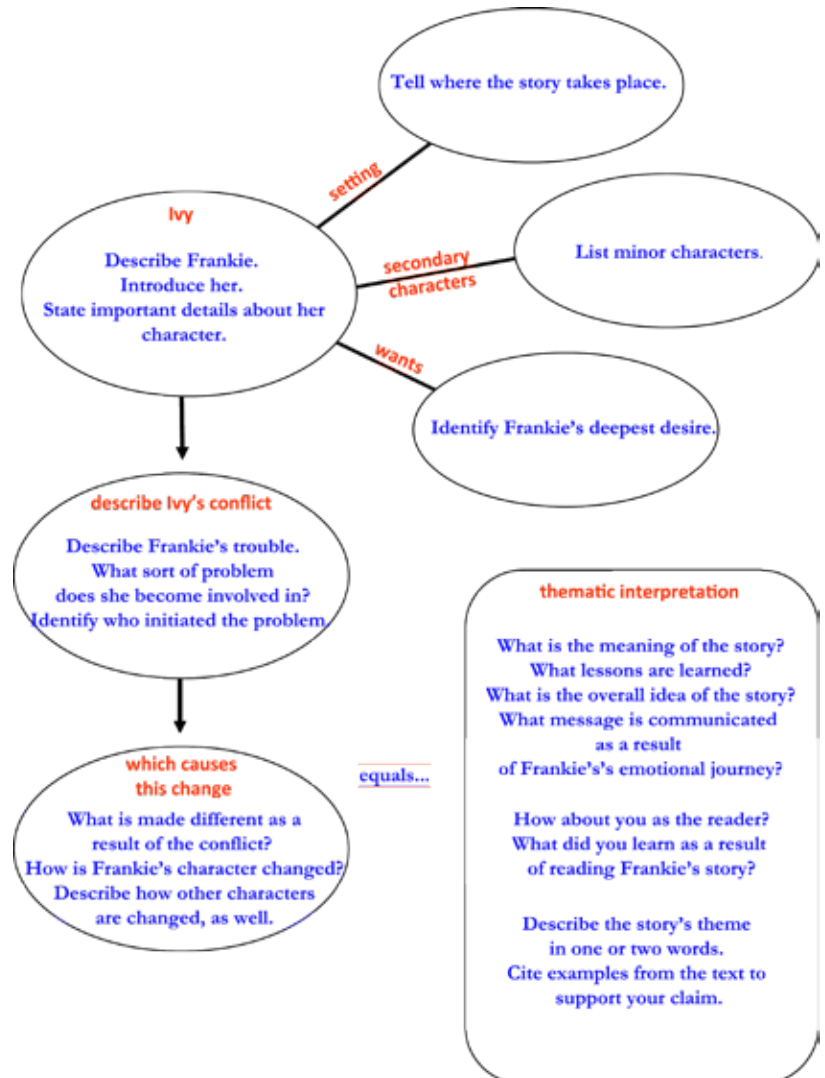 Tell where the story takes place.
setting
Ivy
Describe Frankie.
Introduce her.
State important details about her
character.
secondary
characters
List minor characters.
wants
Identify Frankie's deepest desire.
describe Ivy's conflict
Describe Frankie's trouble.
What sort of problem
does she become involved in?
Identify who initiated the problem.
which causes
this change
What is made different as a
result of the conflict?
How is Frankie's character changed?
Describe how other characters
are changed, as well.
equals...
thematic interpretation
What is the meaning of the story?
What lessons are learned?
What is the overall idea of the story?
What message is communicated
as a result
of Frankie's's emotional journey?
How about you as the reader?
What did you learn as a result
of reading Frankie's story?
Describe the story's theme
in one or two words.
Cite examples from the text to
support your claim.